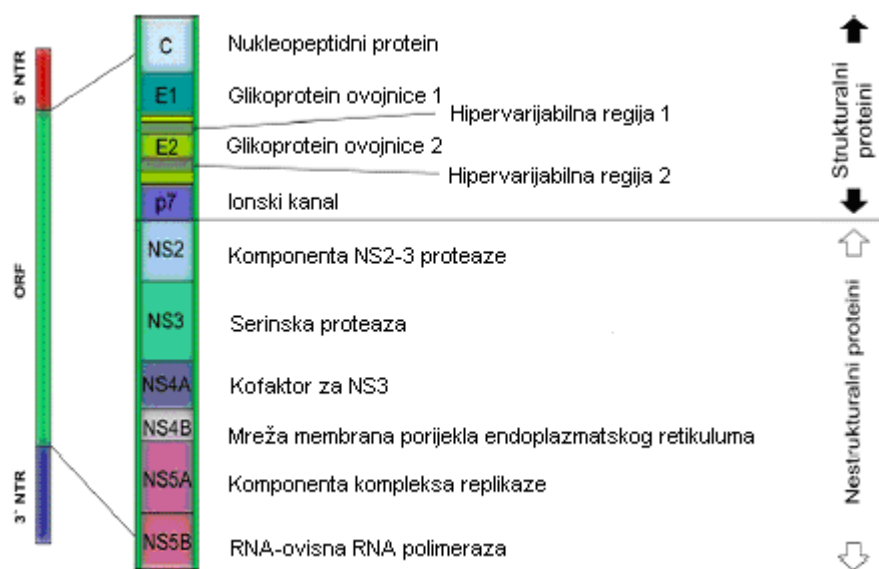 5` NTR
ORF
3` NTR
C
Nukleopeptidni protein
E1
Glikoprotein ovojnice 1
Hipervarijabilna regija 1
E2
Glikoprotein ovojnice 2
Hipervarijabilna regija 2
p7
Ionski kanal
NS2
Komponenta NS2-3 proteaze
NS3
Serinska proteaza
NS4A
Kofaktor za NS3
NS4B
Mreža membrana porijekla endoplazmatskog retikuluma
NS5A
Komponenta kompleksa replikaze
NS5B
RNA-ovisna RNA polimeraza
Strukturalni
proteini
Nestrukturalni proteini